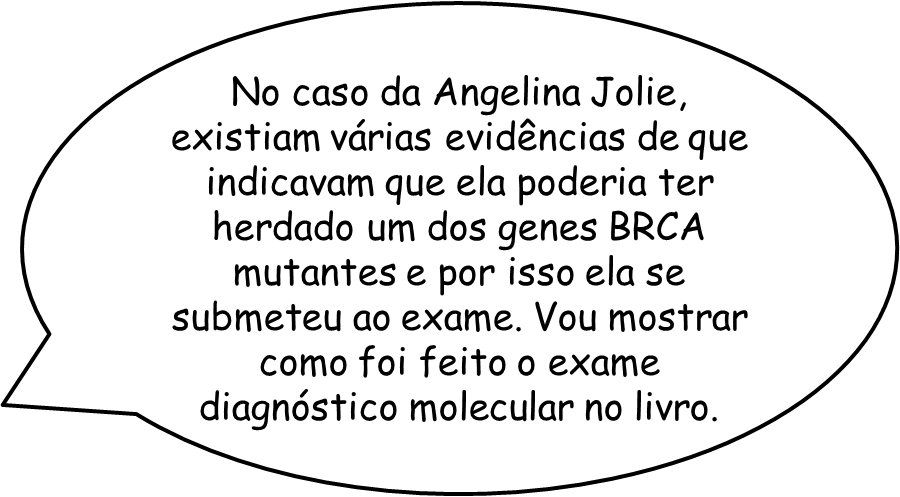 No caso da Angelina Jolie,
existiam várias evidências de que
indicavam que ela poderia ter
herdado um dos genes BRCA
mutantes e por isso ela se
submeteu ao exame. Vou mostrar
como foi feito o exame
diagnóstico molecular no livro.